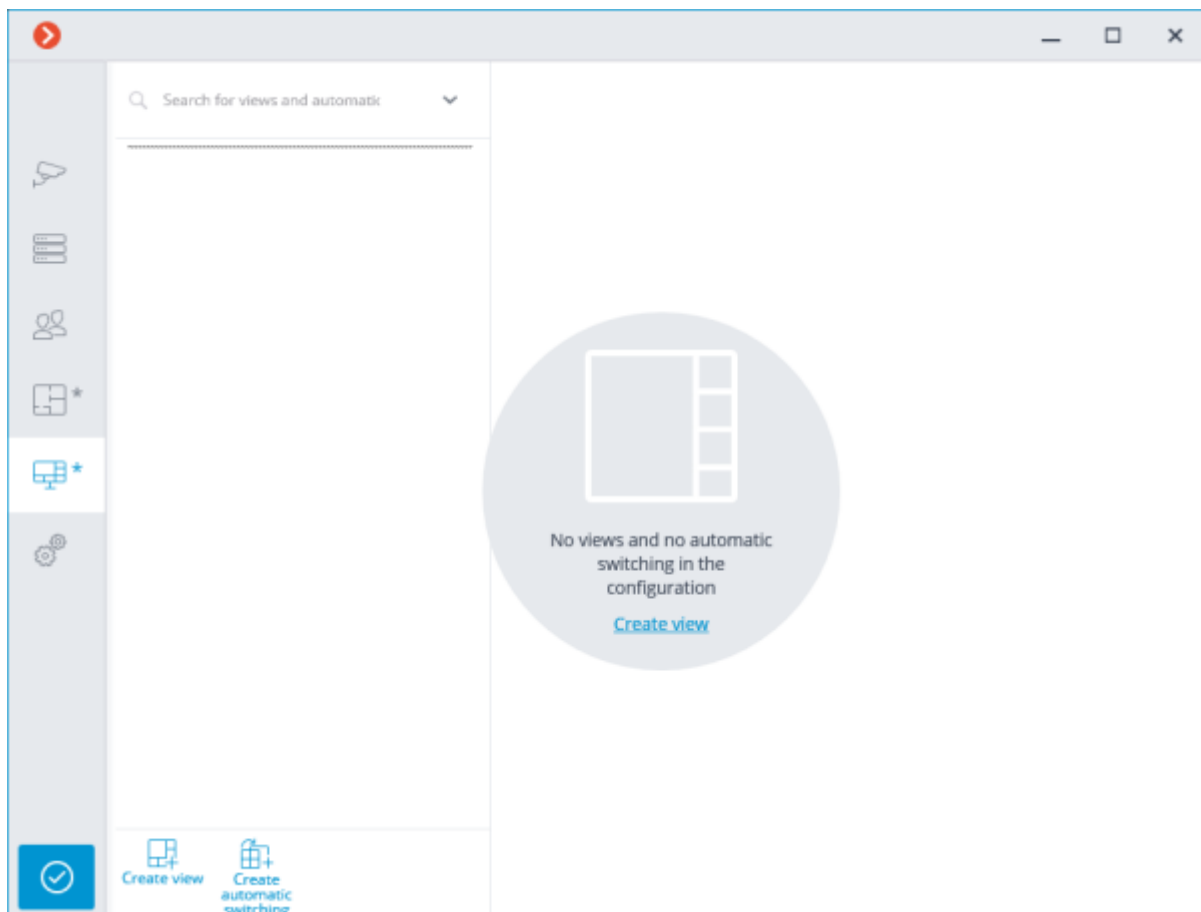 Search for views and automatic
No views and no automatic
switching in the
configuration
Create view
Create view
Create
automatic
switching